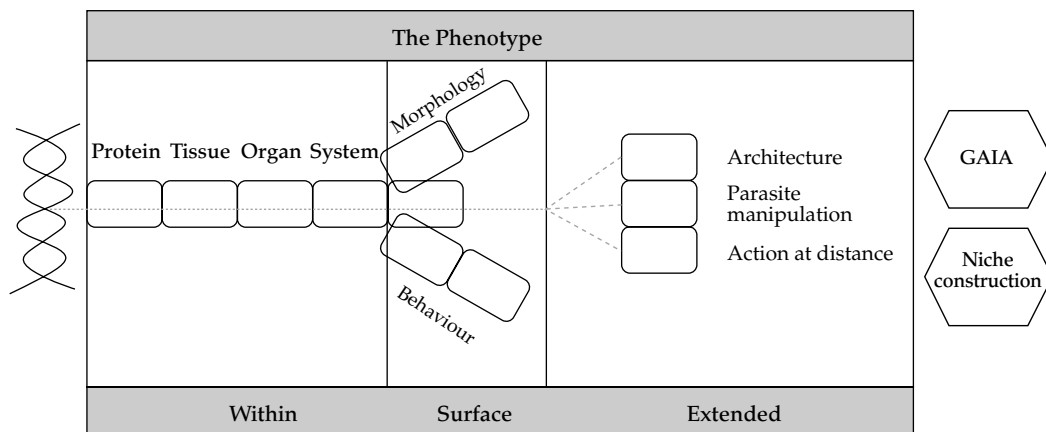 The Phenotype
Protein Tissue Organ System
Morphology
Behaviour
Architecture
Parasite
manipulation
Action at distance
GAIA
Niche
construction
Within Surface Extended